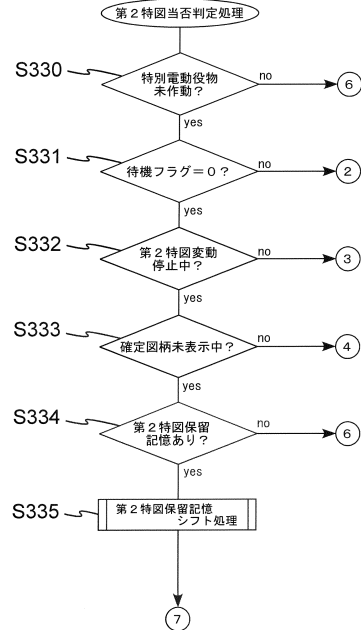 第２特図当否判定処理
S330
特別電動役物
未作動？
no
⑥
yes
S331
待機フラグ＝０？
no
②
yes
S332
第２特図変動
停止中？
no
③
yes
S333
確定図柄未表示中？
no
④
yes
S334
第２特図保留
記憶あり？
no
⑥
yes
S335
第２特図保留記憶
シフト処理
⑦